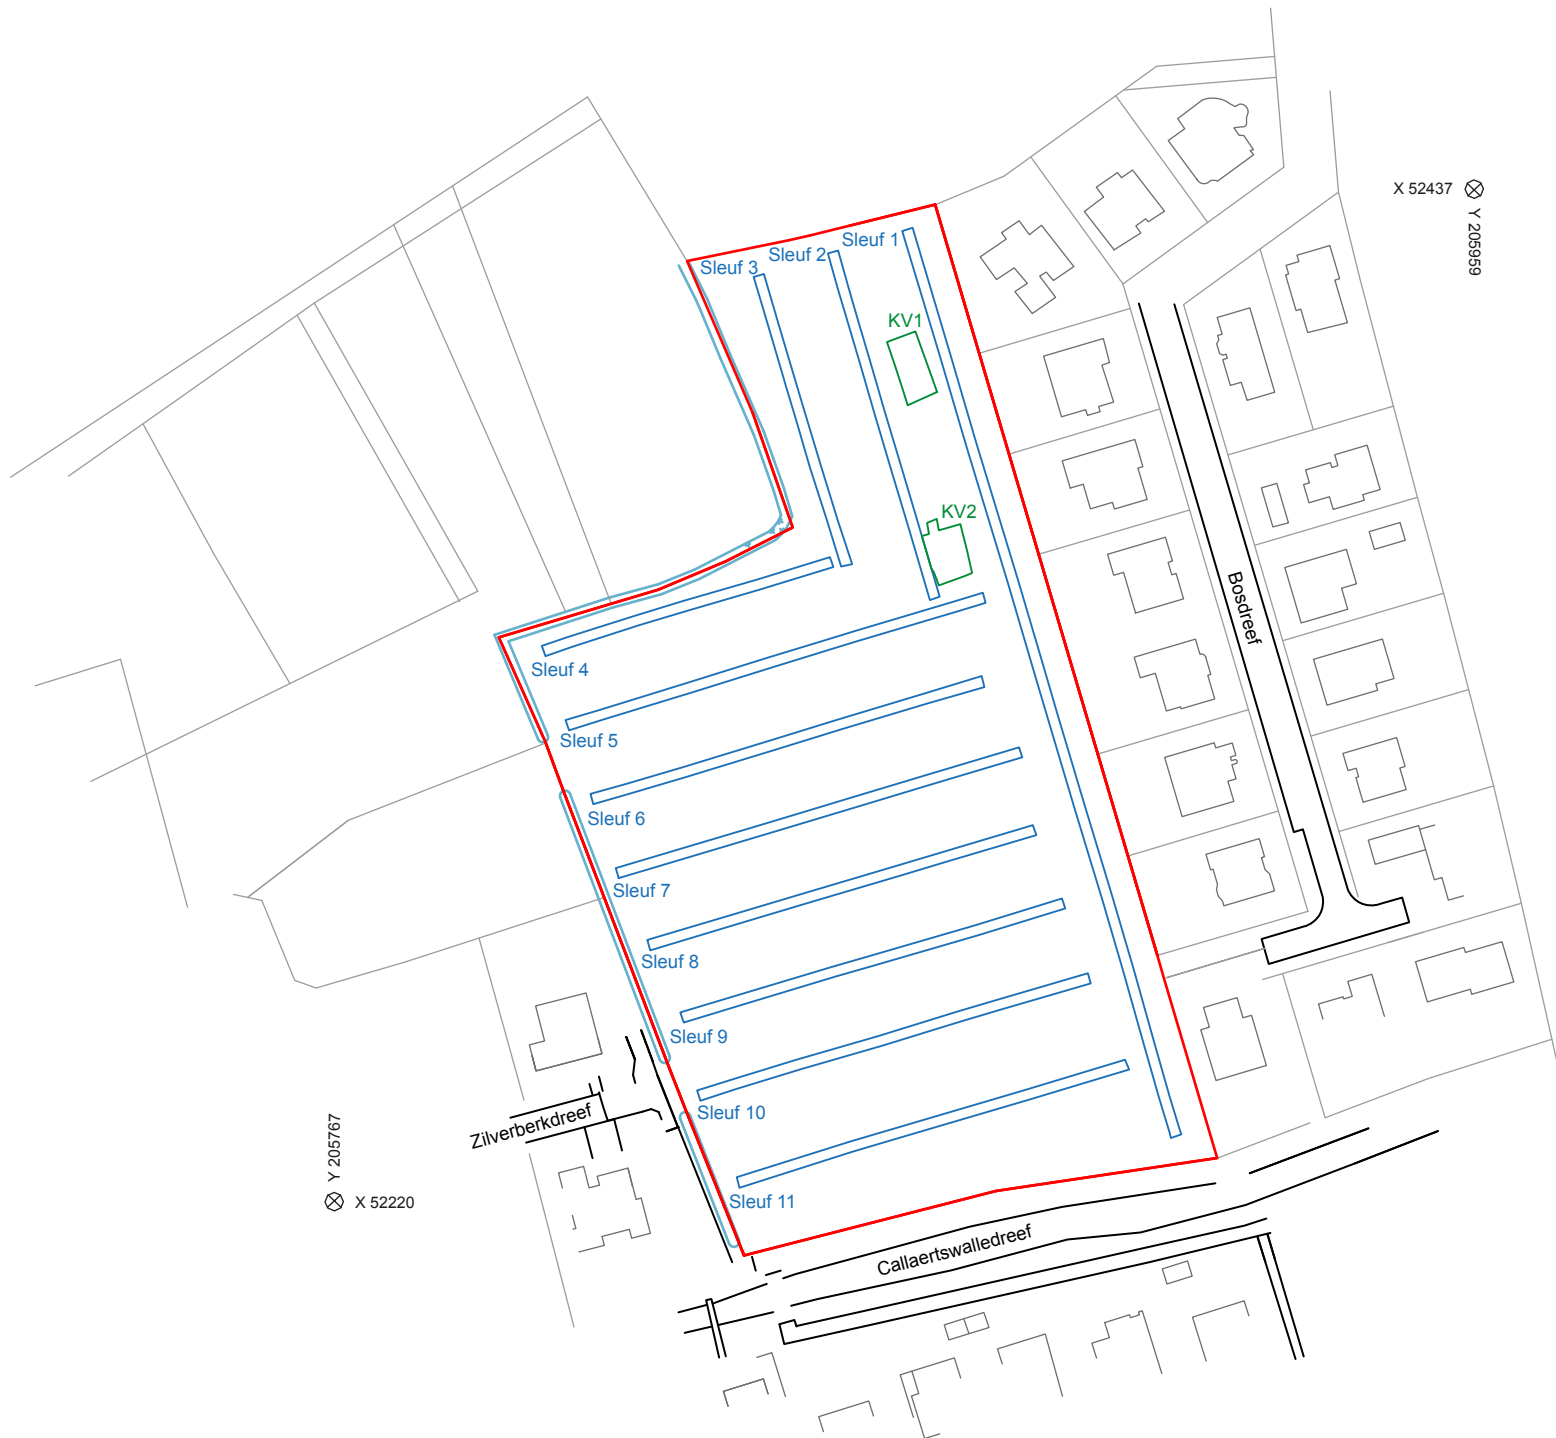 X 52437
Y 205959
Sleuf 1
Sleuf 2
Sleuf 3
KV1
KV2
Bosdreef
Sleuf 4
Sleuf 5
Sleuf 6
Sleuf 7
Sleuf 8
Sleuf 9
Sleuf 10
Zilverberkdreef
Y 205767
X 52220
Sleuf 11
Callaertswalledreef